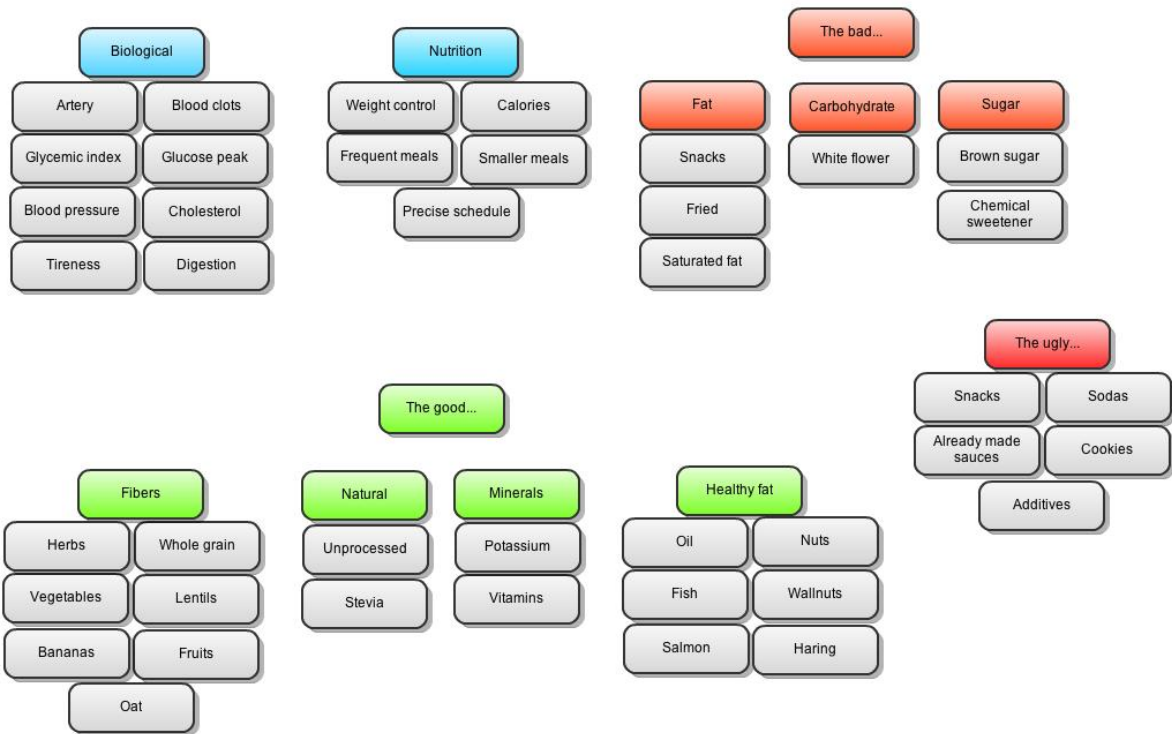 Biological
Artery
Blood clots
Glycemic index
Glucose peak
Blood pressure
Cholesterol
Tireness
Digestion
Nutrition
Weight control
Calories
Frequent meals
Smaller meals
Precise schedule
The bad...
Fat
Snacks
Fried
Saturated fat
Carbohydrate
White flower
Sugar
Brown sugar
Chemical
sweetener
The ugly...
Snacks
Sodas
Already made
sauces
Cookies
Additives
The good...
Fibers
Herbs
Whole grain
Vegetables
Lentils
Bananas
Fruits
Oat
Natural
Unprocessed
Stevia
Minerals
Potassium
Vitamins
Healthy fat
Oil
Nuts
Fish
Wallnuts
Salmon
Haring